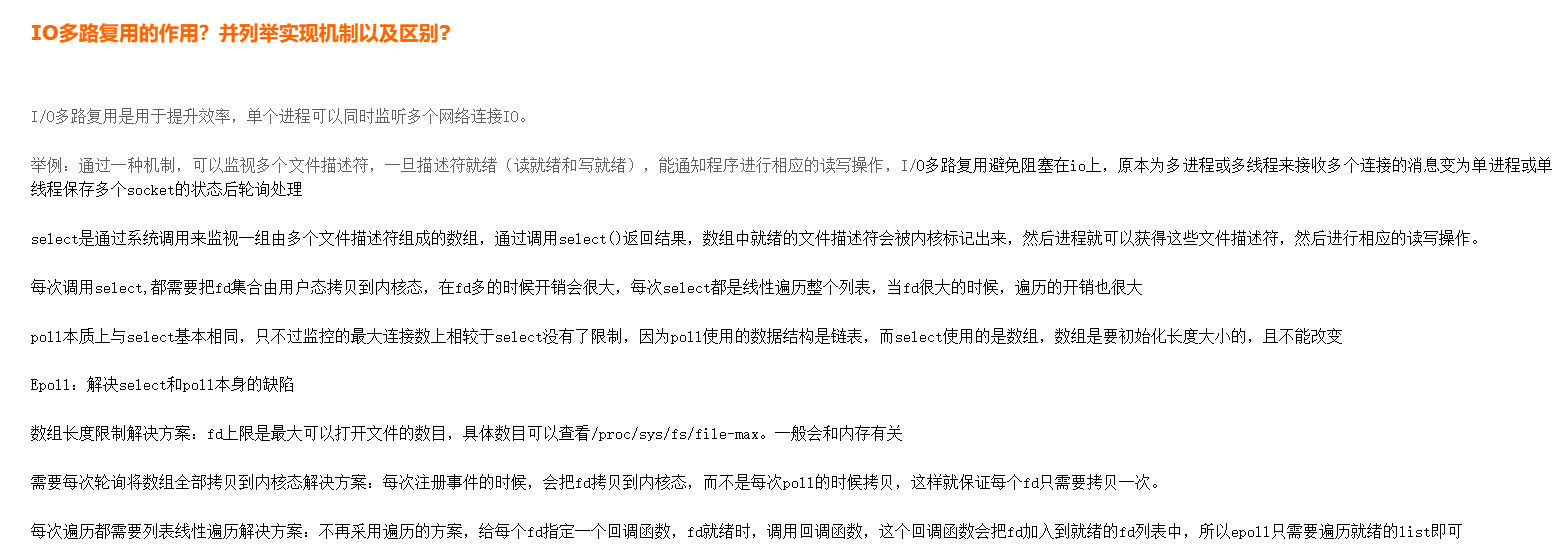 IO多路复用的作用？并列举实现机制以及区别？
I/O多路复用是用于提升效率，单个进程可以同时监听多个网络连接IO。
举例：通过一种机制，可以监视多个文件描述符，一旦描述符就绪（读就绪和写就绪），能通知程序进行相应的读写操作，I/O多路复用避免阻塞在io上，原本为多进程或多线程来接收多个连接的消息变为单进程或单
线程保存多个socket的状态后轮询处理
select是通过系统调用来监视一组由多个文件描述符组成的数组，通过调用select()返回结果，数组中就绪的文件描述符会被内核标记出来，然后进程就可以获得这些文件描述符，然后进行相应的读写操作。
每次调用select,都需要把fd集合由用户态拷贝到内核态，在fd多的时候开销会很大，每次select都是线性遍历整个列表，当fd很大的时候，遍历的开销也很大
poll本质上与select基本相同，只不过监控的最大连接数上相较于select没有了限制，因为poll使用的数据结构是链表，而select使用的是数组，数组是要初始化长度大小的，且不能改变
Epoll：解决select和poll本身的缺陷
数组长度限制解决方案：fd上限是最大可以打开文件的数目，具体数目可以查看/proc/sys/fs/file-max。一般会和内存有关
需要每次轮询将数组全部拷贝到内核态解决方案：每次注册事件的时候，会把fd拷贝到内核态，而不是每次poll的时候拷贝，这样就保证每个fd只需要拷贝一次。
每次遍历都需要列表线性遍历解决方案：不再采用遍历的方案，给每个fd指定一个回调函数，fd就绪时，调用回调函数，这个回调函数会把fd加入到就绪的fd列表中，所以epoll只需要遍历就绪的list即可